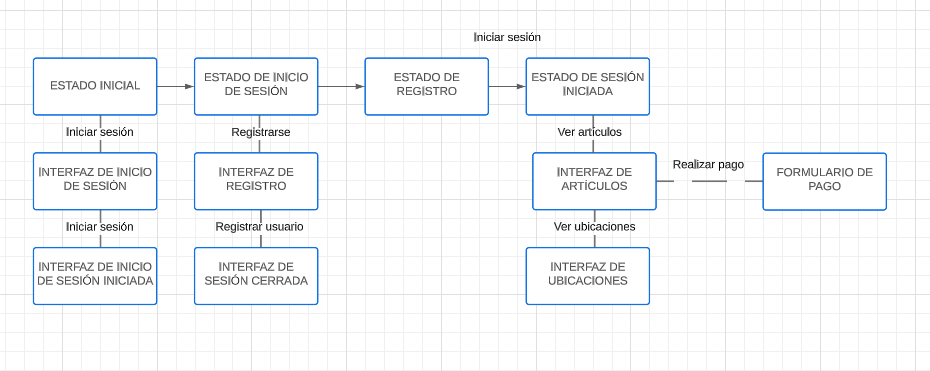 Iniciar sesión
ESTADO INICIAL
ESTADO DE INICIO
DE SESIÓN
ESTADO DE
REGISTRO
ESTADO DE SESIÓN
INICIADA
Iniciar sesión
Registrarse
Ver artículos
INTERFAZ DE INICIO
DE SESIÓN
INTERFAZ DE
REGISTRO
INTERFAZ DE
ARTÍCULOS
Realizar pago
FORMULARIO DE
PAGO
Iniciar sesión
Registrar usuario
Ver ubicaciones
INTERFAZ DE INICIO
DE SESIÓN INICIADA
INTERFAZ DE
SESIÓN CERRADA
INTERFAZ DE
UBICACIONES